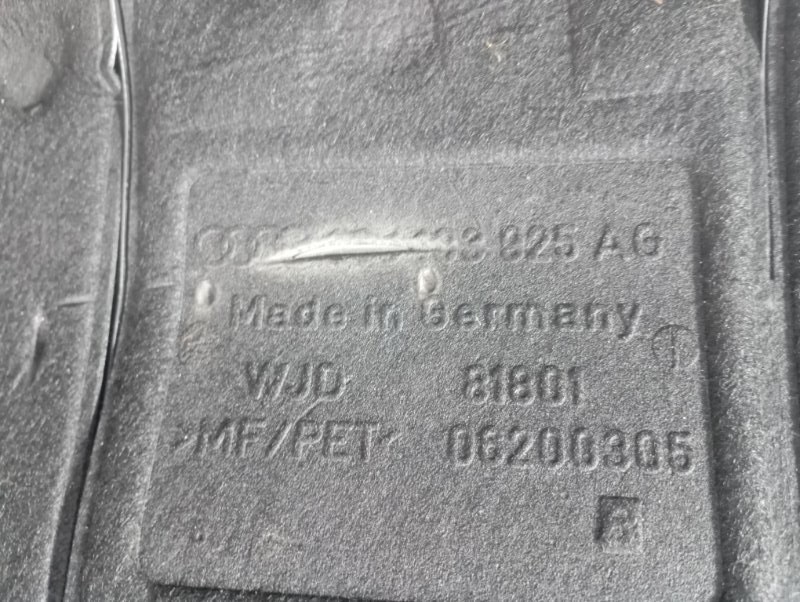 825 AG
Made in Germany
WJD 81801
>MF/PET< 06200305
R